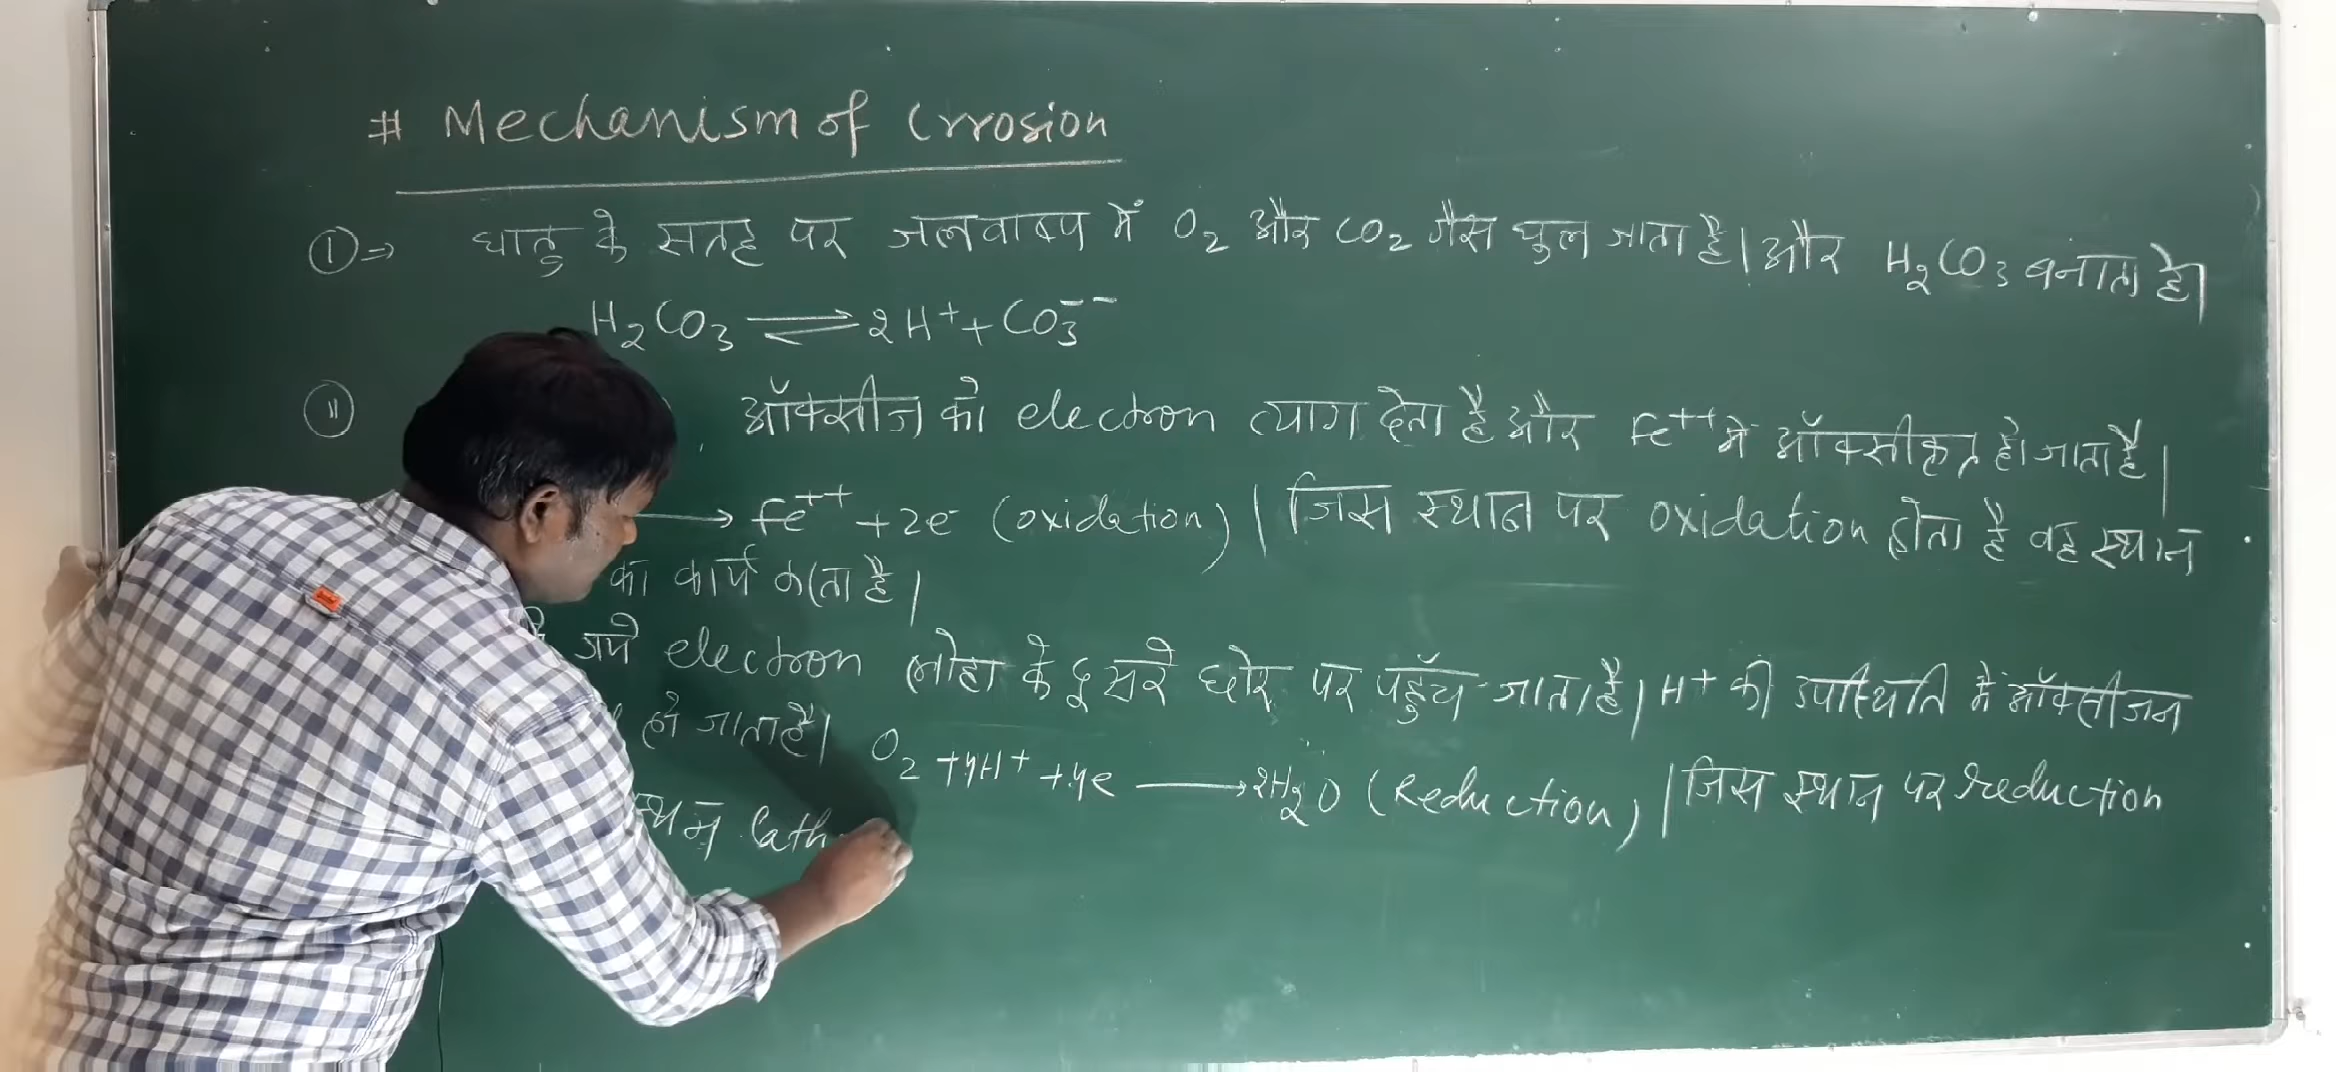 # Mechanism of Crrosion
① ⇒ धातु के सतह पर जलवाष्प में O₂ और CO₂ गैस घुल जाता है। और H₂CO₃ बनाता है।
H₂CO₃ ⇌ 2H⁺ + CO₃⁻⁻
⑪ ऑक्सीज को electron त्याग देता है और Fe⁺⁺ मे ऑक्सीकृत हो जाता है।
→ Fe⁺⁺ + 2e⁻ (oxidation) | जिस स्थान पर oxidation होता है वह स्थान
का कार्य करता है।
electron लोहा के दूसरे छोर पर पहुँच जाता है। H⁺ की उपस्थिति मे ऑक्सीजन
हो जाता है। O₂ + 4H⁺ + 4e → 2H₂O (Reduction) | जिस स्थान पर reduction
स्थान Cath